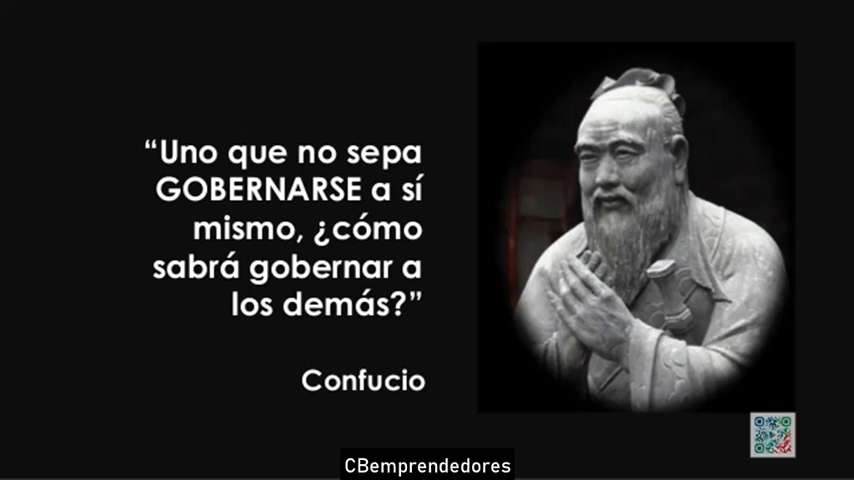 “Uno que no sepa
GOBERNARSE a sí
mismo, ¿cómo
sabrá gobernar a
los demás?”
Confucio
CBemprendedores